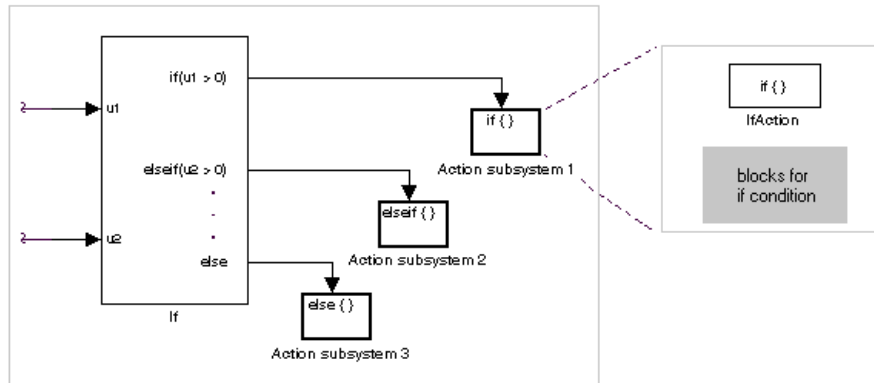 if(u1 > 0)
u1
if { }
Action subsystem 1
elseif(u2 > 0)
elseif { }
Action subsystem 2
u2
else
else { }
Action subsystem 3
If
if { }
IfAction
blocks for
if condition